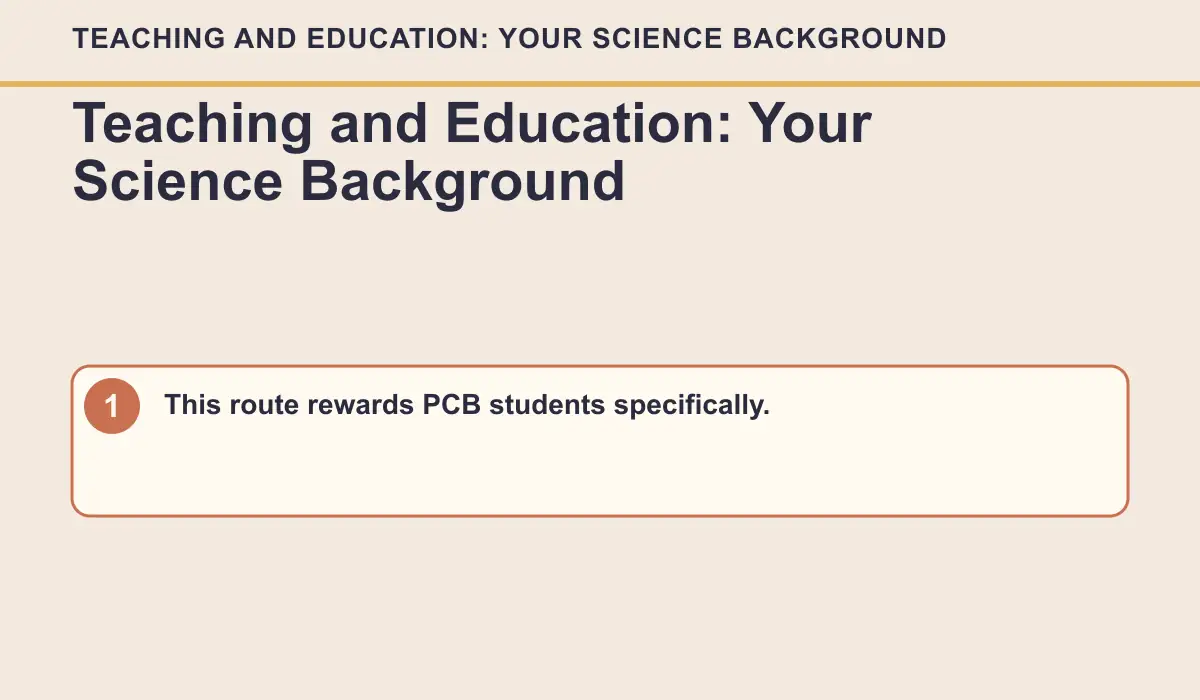 TEACHING AND EDUCATION: YOUR SCIENCE BACKGROUND
Teaching and Education: Your
Science Background
1
This route rewards PCB students specifically.